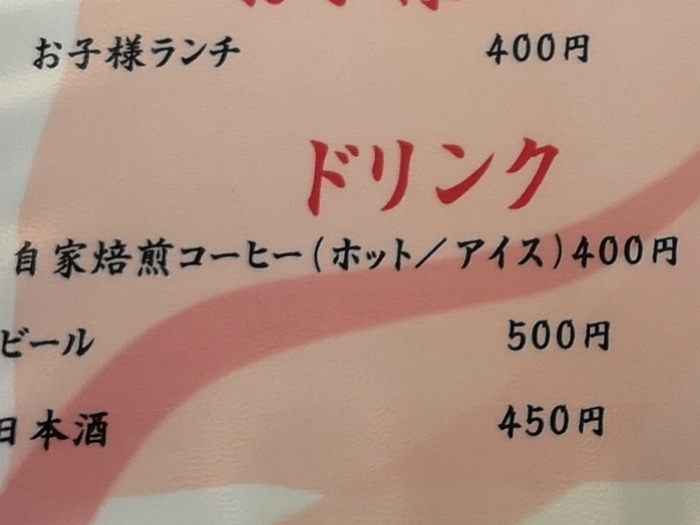 お子様ランチ 400円
ドリンク
自家焙煎コーヒー(ホット/アイス)400円
ビール 500円
日本酒 450円